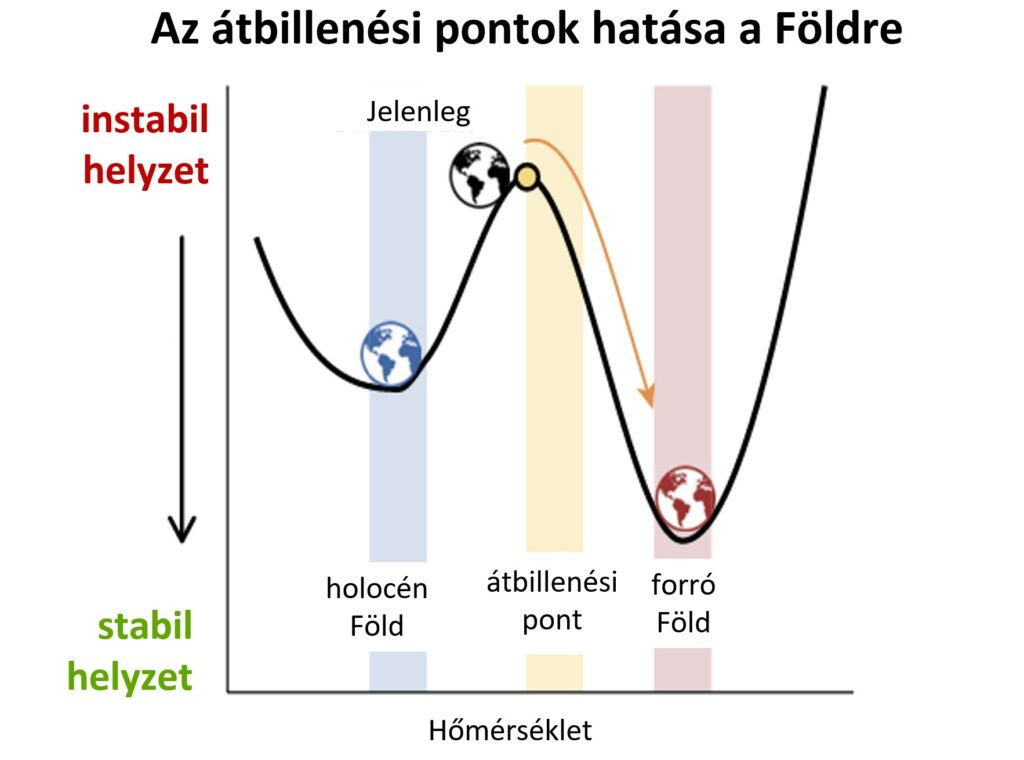 Az átbillenési pontok hatása a Földre
instabil
helyzet
Jelenleg
holocén
Föld
átbillenési
pont
forró
Föld
stabil
helyzet
Hőmérséklet